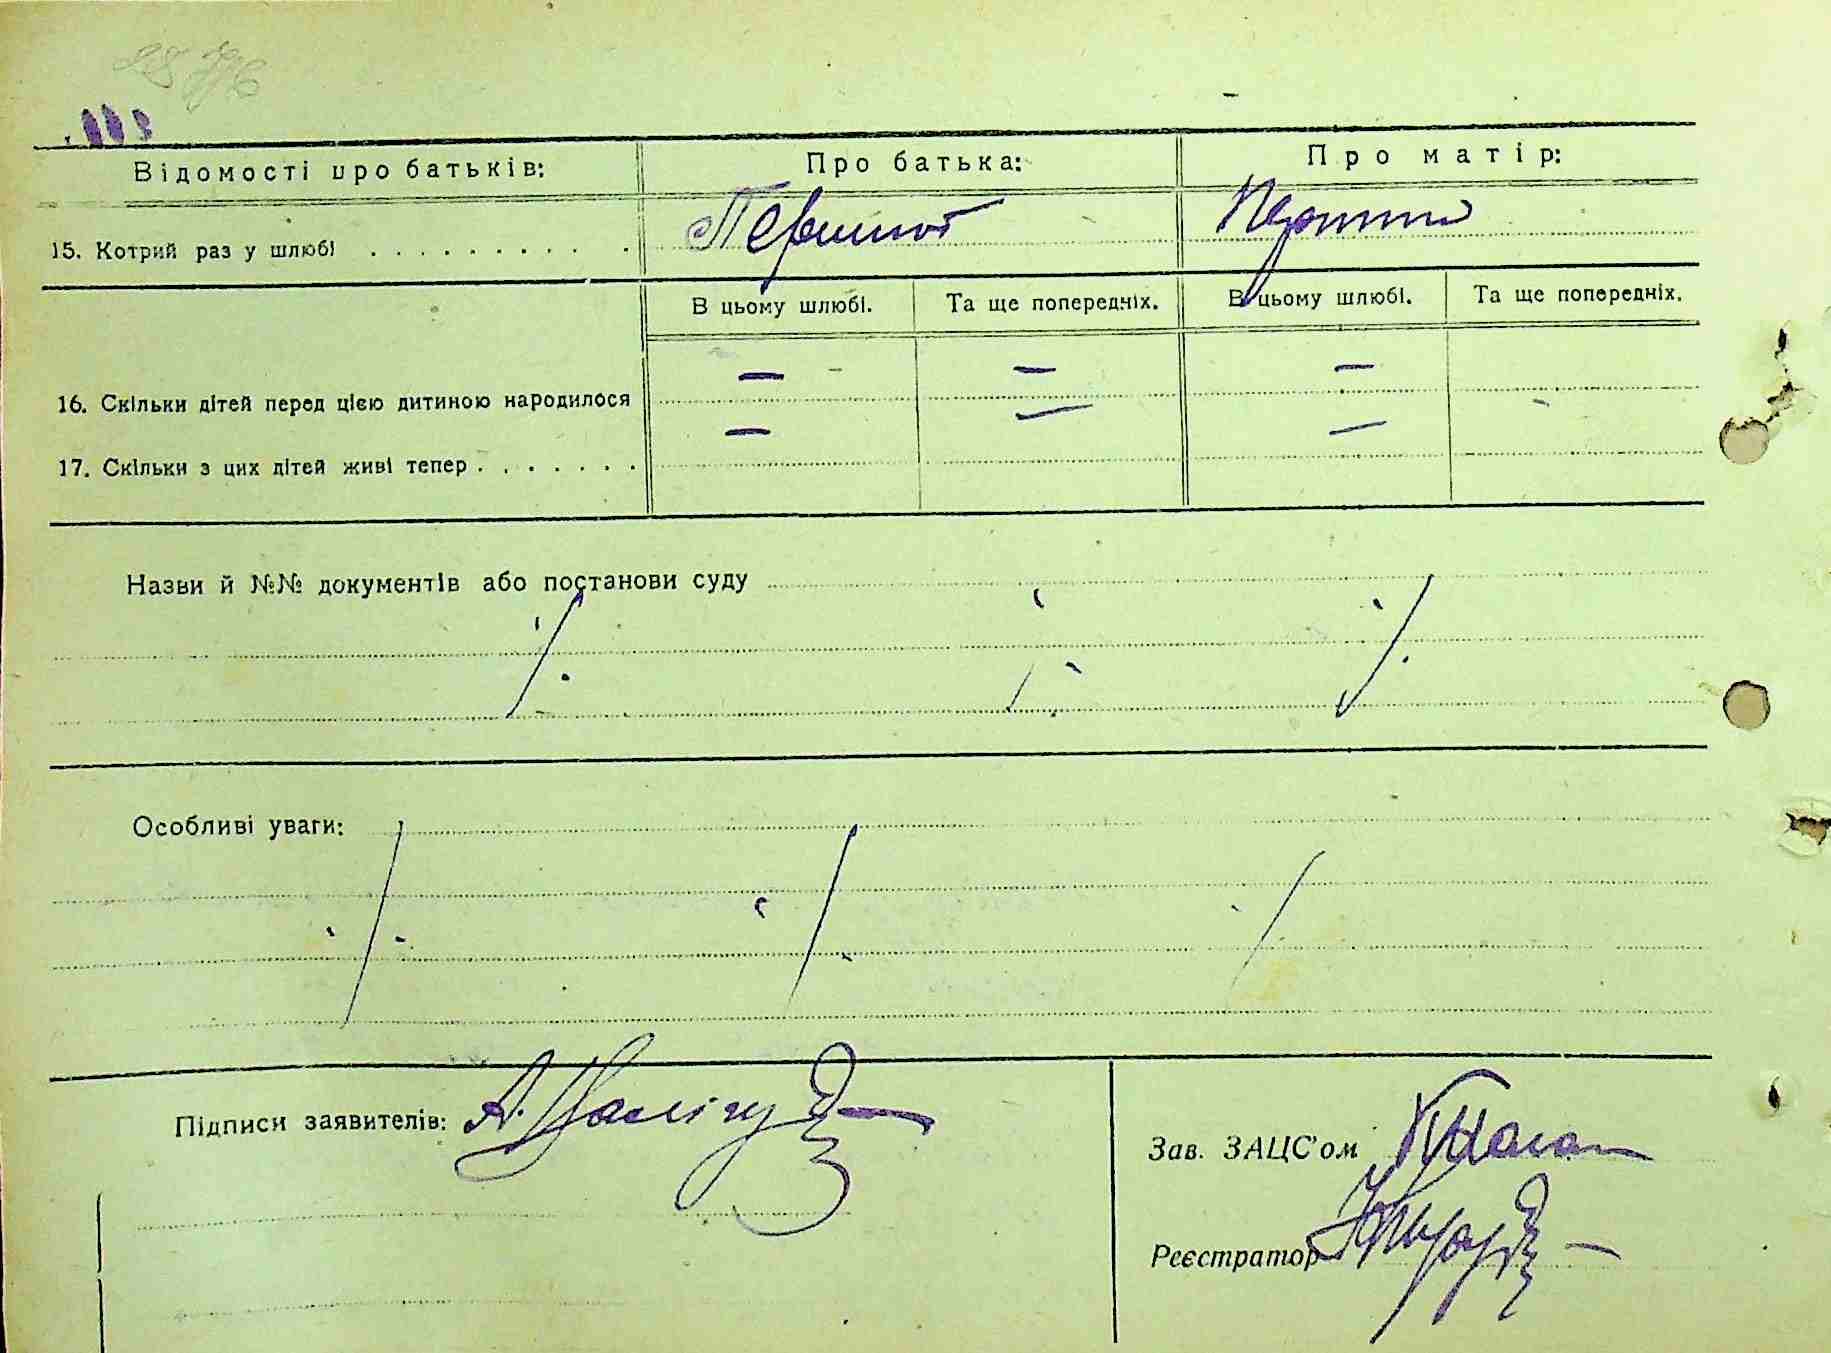 Відомості про батьків: Про батька: Про матір:
15. Котрий раз у шлюбі . . . . . . . . . Перший Перший
В цьому шлюбі. Та ще попередніх. В цьому шлюбі. Та ще попередніх.
16. Скільки дітей перед цією дитиною народилося — — —
17. Скільки з цих дітей живі тепер . . . . . . . — — —
Назви й №№ документів або постанови суду
Особливі уваги:
Підписи заявителів: А.
Зав. ЗАЦС'ом
Реєстратор